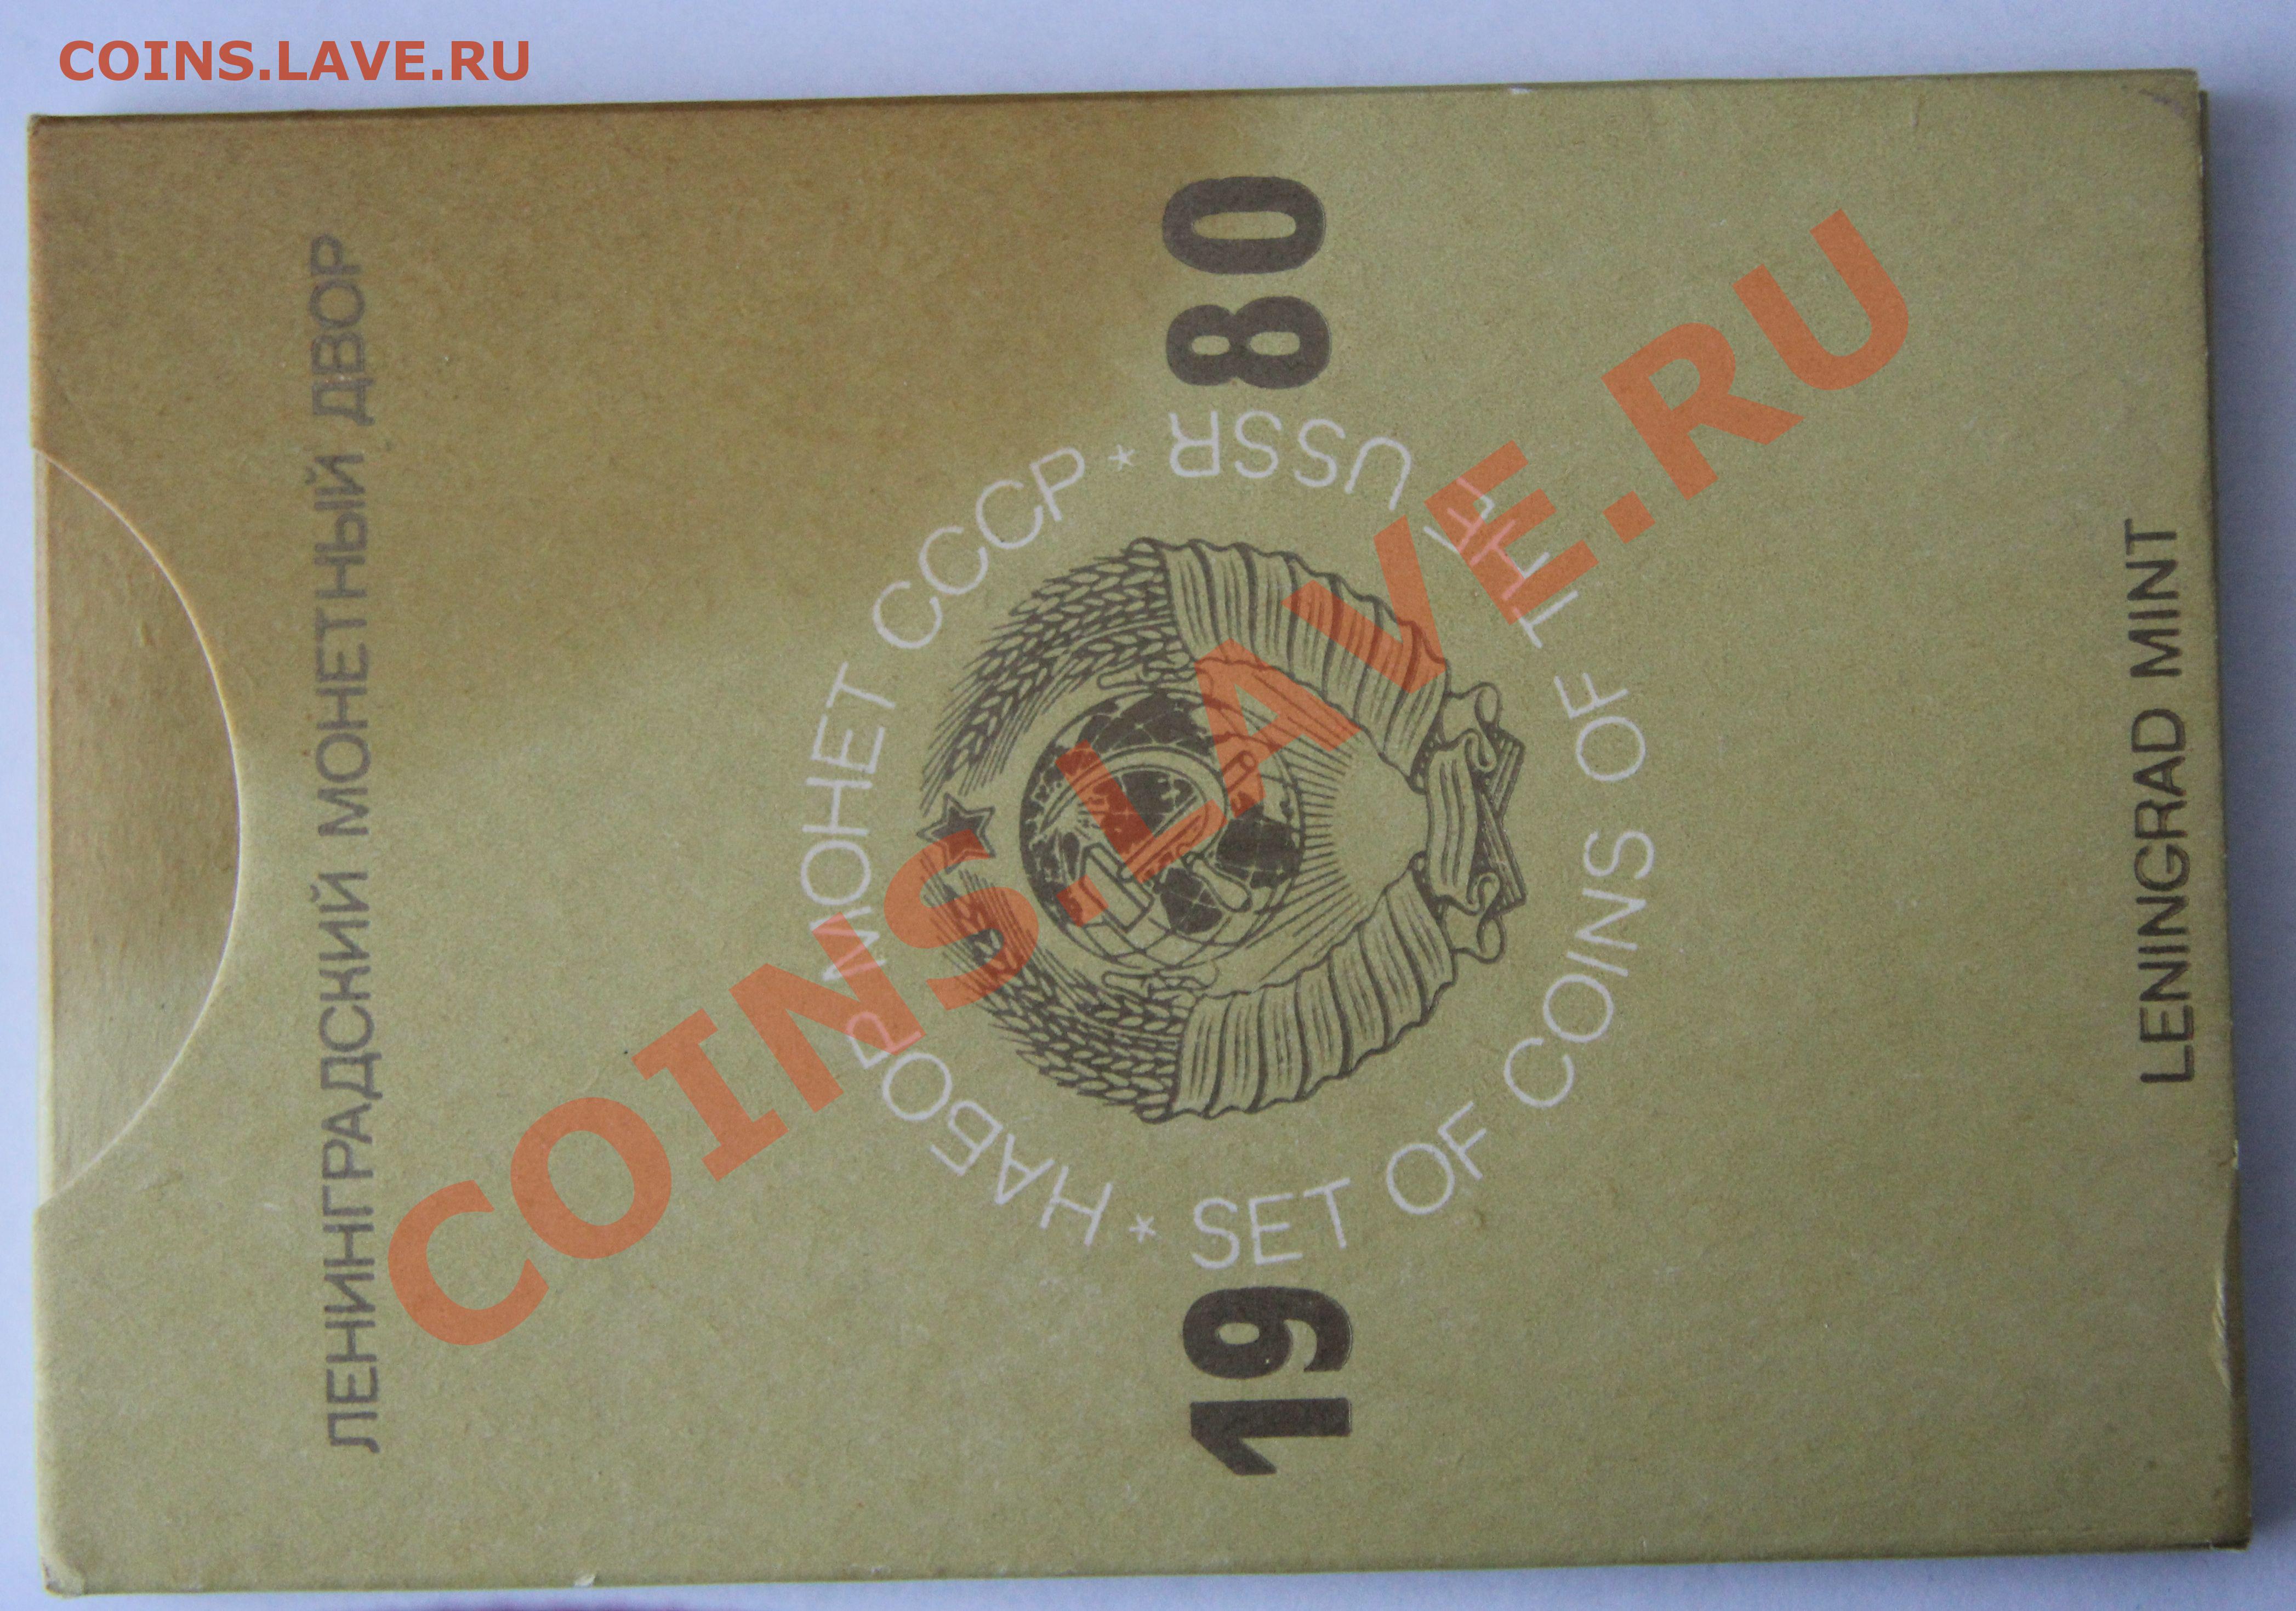 COINS.LAVE.RU
ЛЕНИНГРАДСКИЙ МОНЕТНЫЙ ДВОР
НАБОР МОНЕТ СССР
19 80
* SET OF COINS OF THE USSR *
LENINGRAD MINT
COINS.LAVE.RU